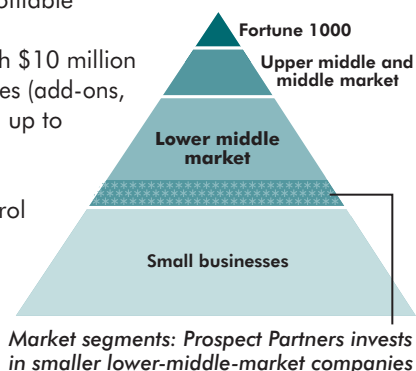 h $10 million
es (add-ons,
up to
rol
Fortune 1000
Upper middle and
middle market
Lower middle
market
Small businesses
Market segments: Prospect Partners invests
in smaller lower-middle-market companies